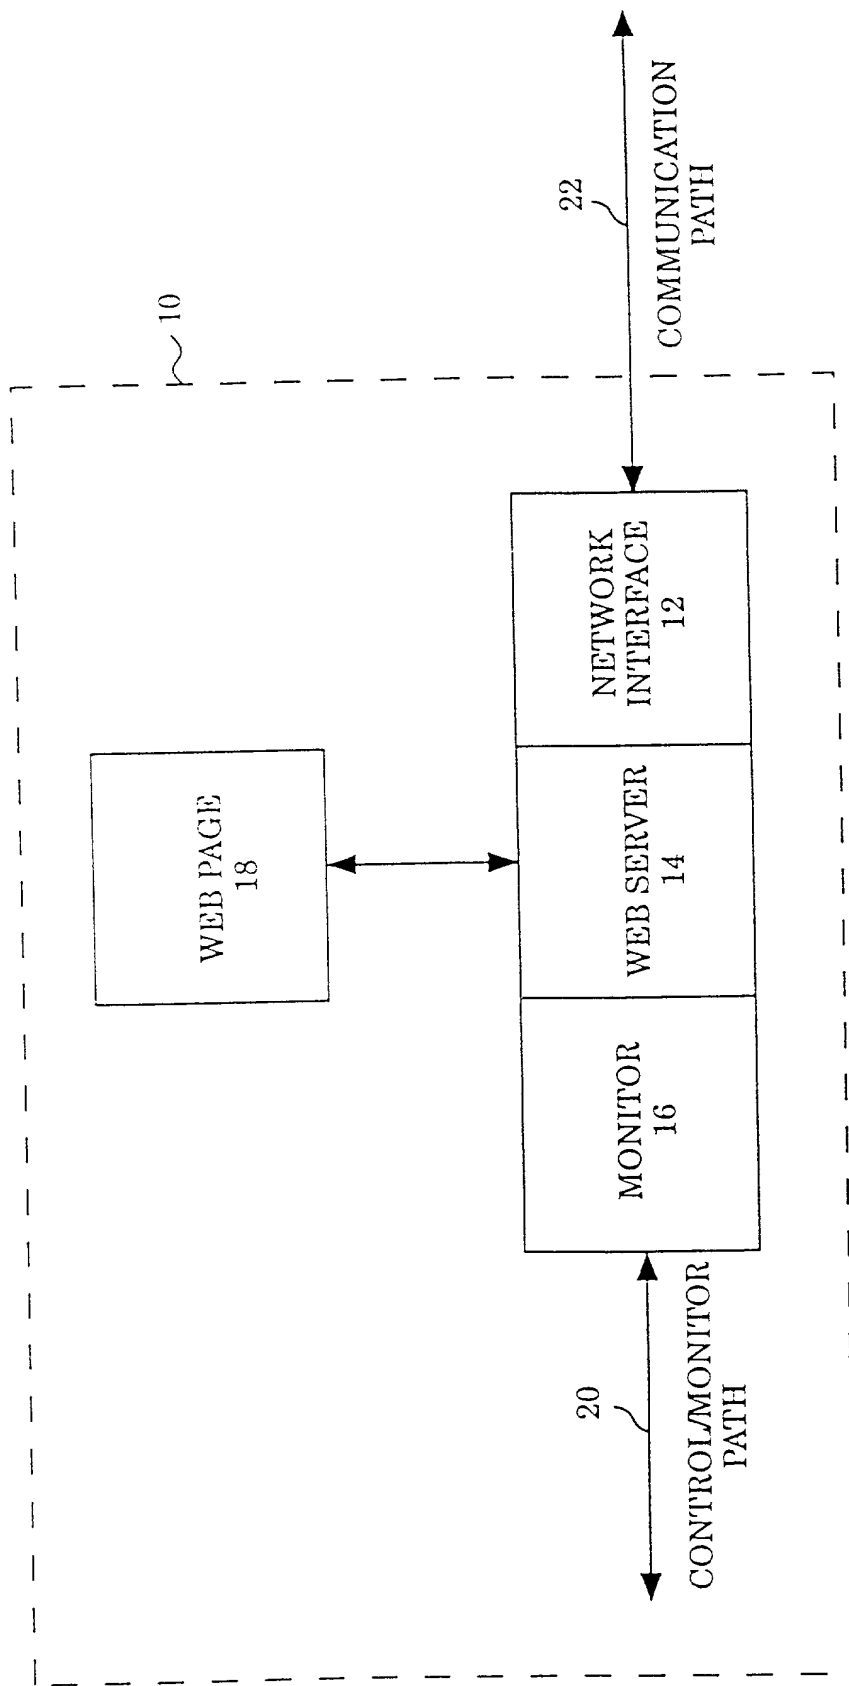 10
WEB PAGE
18
22
COMMUNICATION
PATH
20
CONTROL/MONITOR
PATH
MONITOR
16
WEB SERVER
14
NETWORK
INTERFACE
12